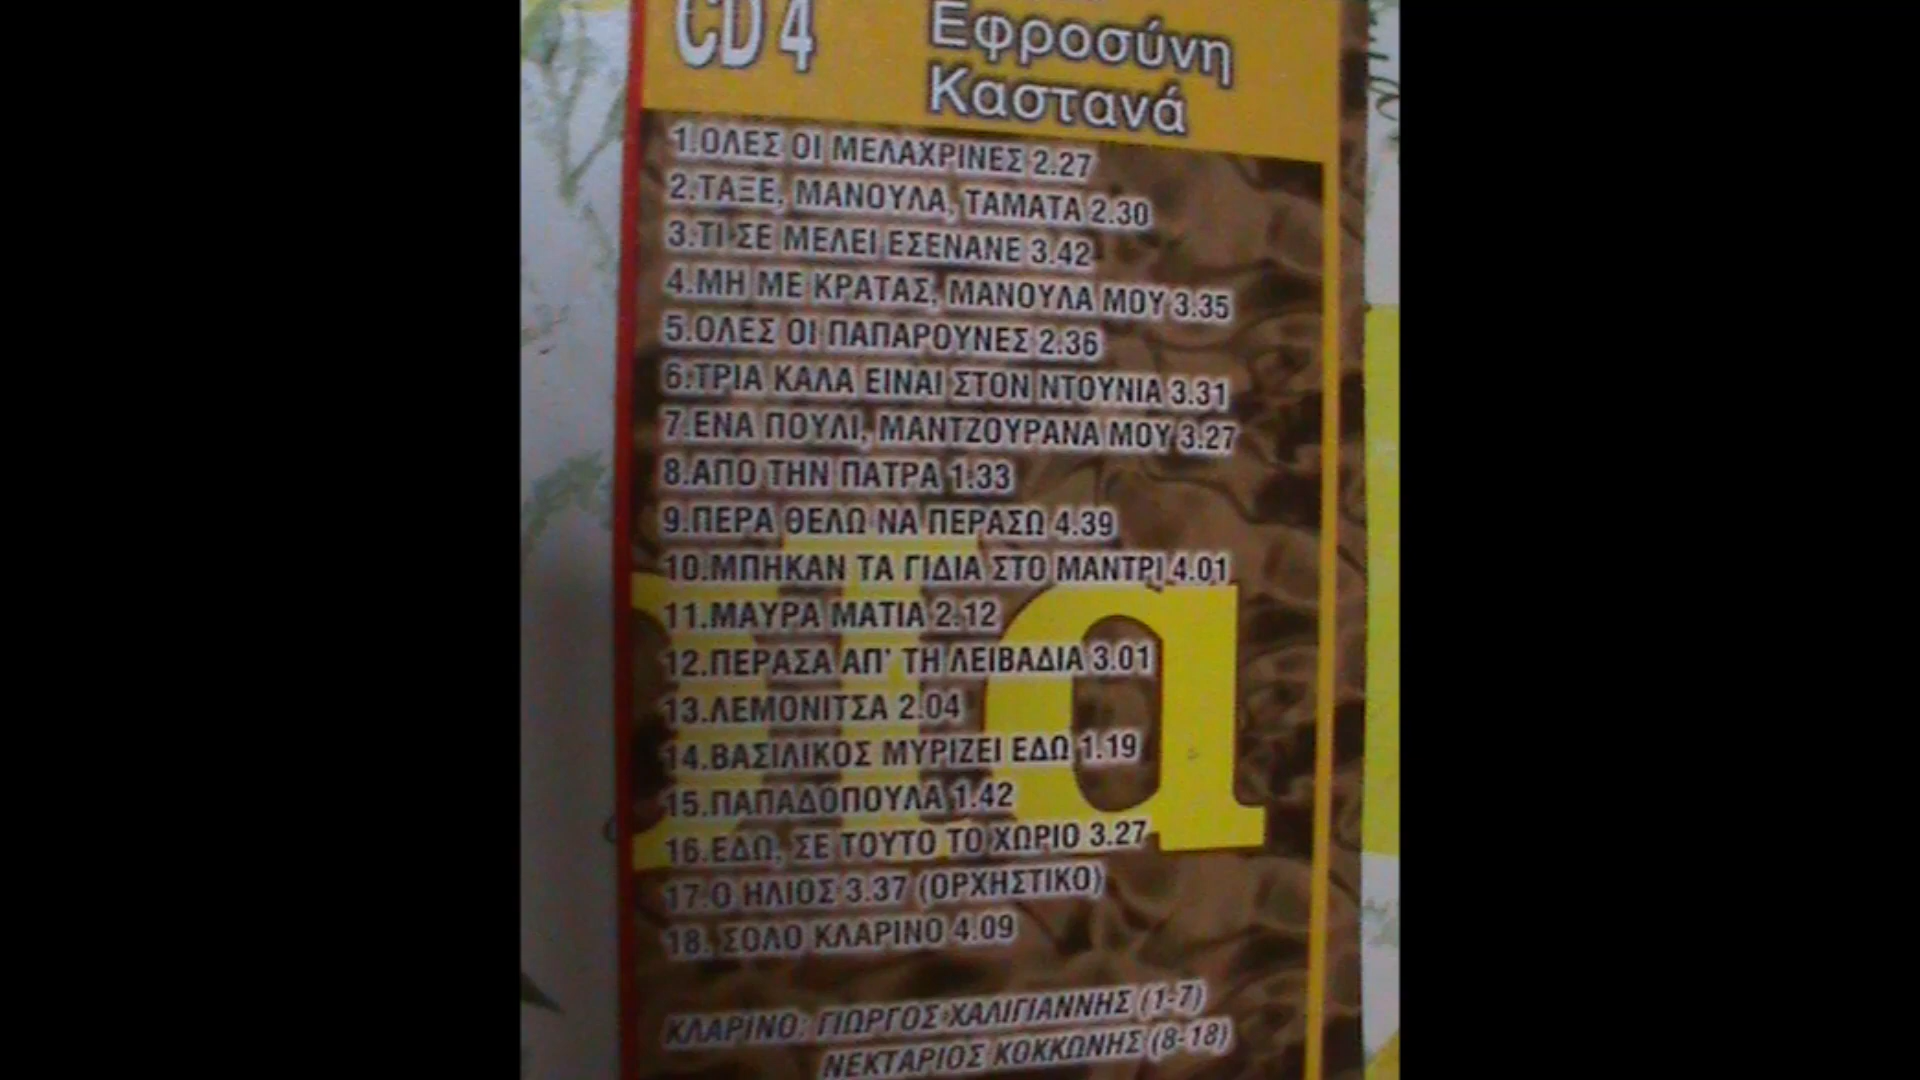 CD 4
Εφροσύνη
Καστανά
1.ΟΛΕΣ ΟΙ ΜΕΛΑΧΡΙΝΕΣ 2.27
2.ΤΑΞΕ, ΜΑΝΟΥΛΑ, ΤΑΜΑΤΑ 2.30
3.ΤΙ ΣΕ ΜΕΛΕΙ ΕΣΕΝΑΝΕ 3.42
4.ΜΗ ΜΕ ΚΡΑΤΑΣ, ΜΑΝΟΥΛΑ ΜΟΥ 3.35
5.ΟΛΕΣ ΟΙ ΠΑΠΑΡΟΥΝΕΣ 2.36
6.ΤΡΙΑ ΚΑΛΑ ΕΙΝΑΙ ΣΤΟΝ ΝΤΟΥΝΙΑ 3.31
7.ΕΝΑ ΠΟΥΛΙ, ΜΑΝΤΖΟΥΡΑΝΑ ΜΟΥ 3.27
8.ΑΠΟ ΤΗΝ ΠΑΤΡΑ 1.33
9.ΠΕΡΑ ΘΕΛΩ ΝΑ ΠΕΡΑΣΩ 4.39
10.ΜΠΗΚΑΝ ΤΑ ΓΙΔΙΑ ΣΤΟ ΜΑΝΤΡΙ 4.01
11.ΜΑΥΡΑ ΜΑΤΙΑ 2.12
12.ΠΕΡΑΣΑ ΑΠ' ΤΗ ΛΕΙΒΑΔΙΑ 3.01
13.ΛΕΜΟΝΙΤΣΑ 2.04
14.ΒΑΣΙΛΙΚΟΣ ΜΥΡΙΖΕΙ ΕΔΩ 1.19
15.ΠΑΠΑΔΟΠΟΥΛΑ 1.42
16.ΕΔΩ, ΣΕ ΤΟΥΤΟ ΤΟ ΧΩΡΙΟ 3.27
17.Ο ΗΛΙΟΣ 3.37 (ΟΡΧΗΣΤΙΚΟ)
18. ΣΟΛΟ ΚΛΑΡΙΝΟ 4.09
ΚΛΑΡΙΝΟ: ΓΙΩΡΓΟΣ ΧΑΛΙΓΙΑΝΝΗΣ (1-7)
ΝΕΚΤΑΡΙΟΣ ΚΟΚΚΩΝΗΣ (8-18)